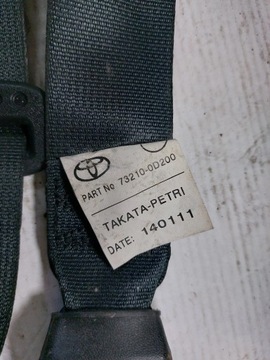 PART No 73210-0D200
TAKATA-PETRI
DATE: 140111